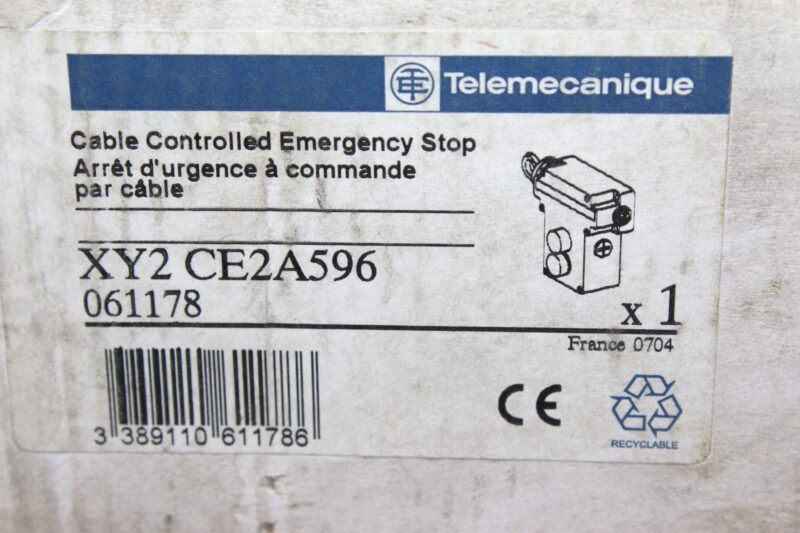 Telemecanique
Cable Controlled Emergency Stop
Arrêt d'urgence à commande
par câble
XY2 CE2A596
061178
x 1
France 0704
3 389110 611786
CE
RECYCLABLE